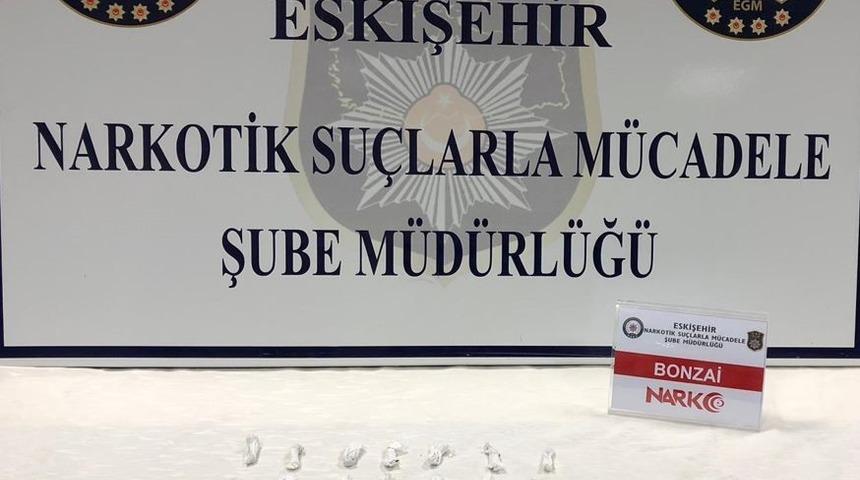 EGM
ESKİŞEHİR
NARKOTİK SUÇLARLA MÜCADELE
ŞUBE MÜDÜRLÜĞÜ
ESKİŞEHİR
NARKOTİK SUÇLARLA MÜCADELE
ŞUBE MÜDÜRLÜĞÜ
BONZAİ
NARKO